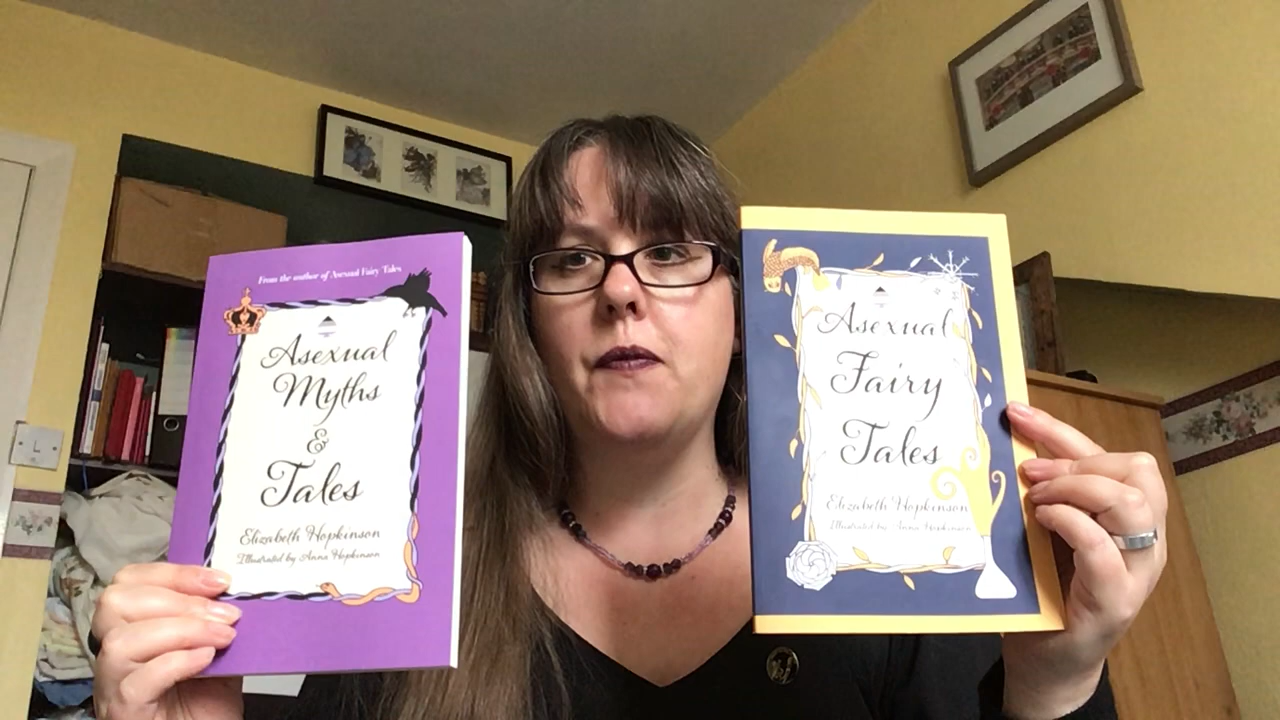 From the author of Asexual Fairy Tales
Asexual
Myths
&
Tales
Elizabeth Hopkinson
Illustrated by Anna Hopkinson
Asexual
Fairy
Tales
Elizabeth Hopkinson
Illustrated by Anna Hopkinson
L